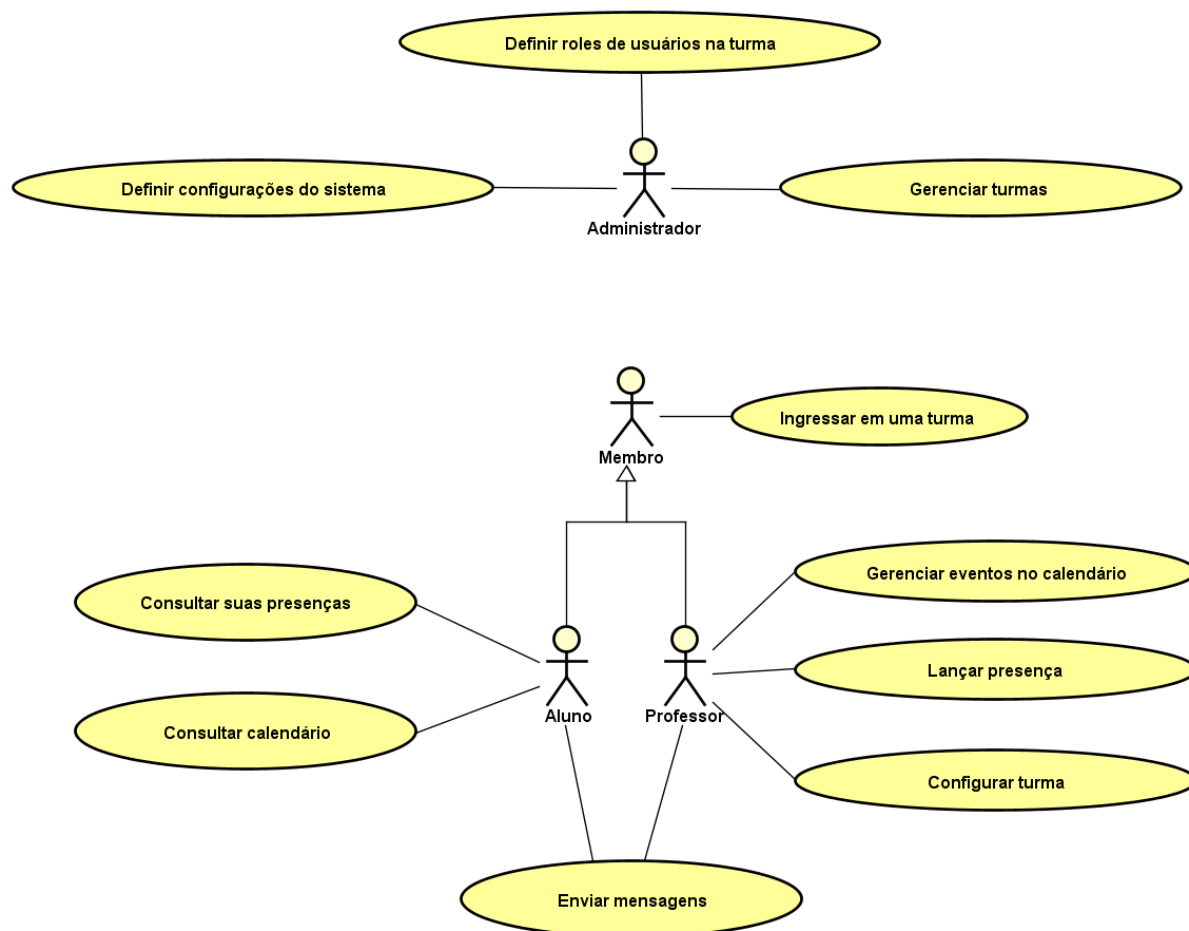 Definir roles de usuários na turma
Definir configurações do sistema
Gerenciar turmas
Administrador
Ingressar em uma turma
Membro
Gerenciar eventos no calendário
Consultar suas presenças
Lançar presença
Aluno
Professor
Consultar calendário
Configurar turma
Enviar mensagens